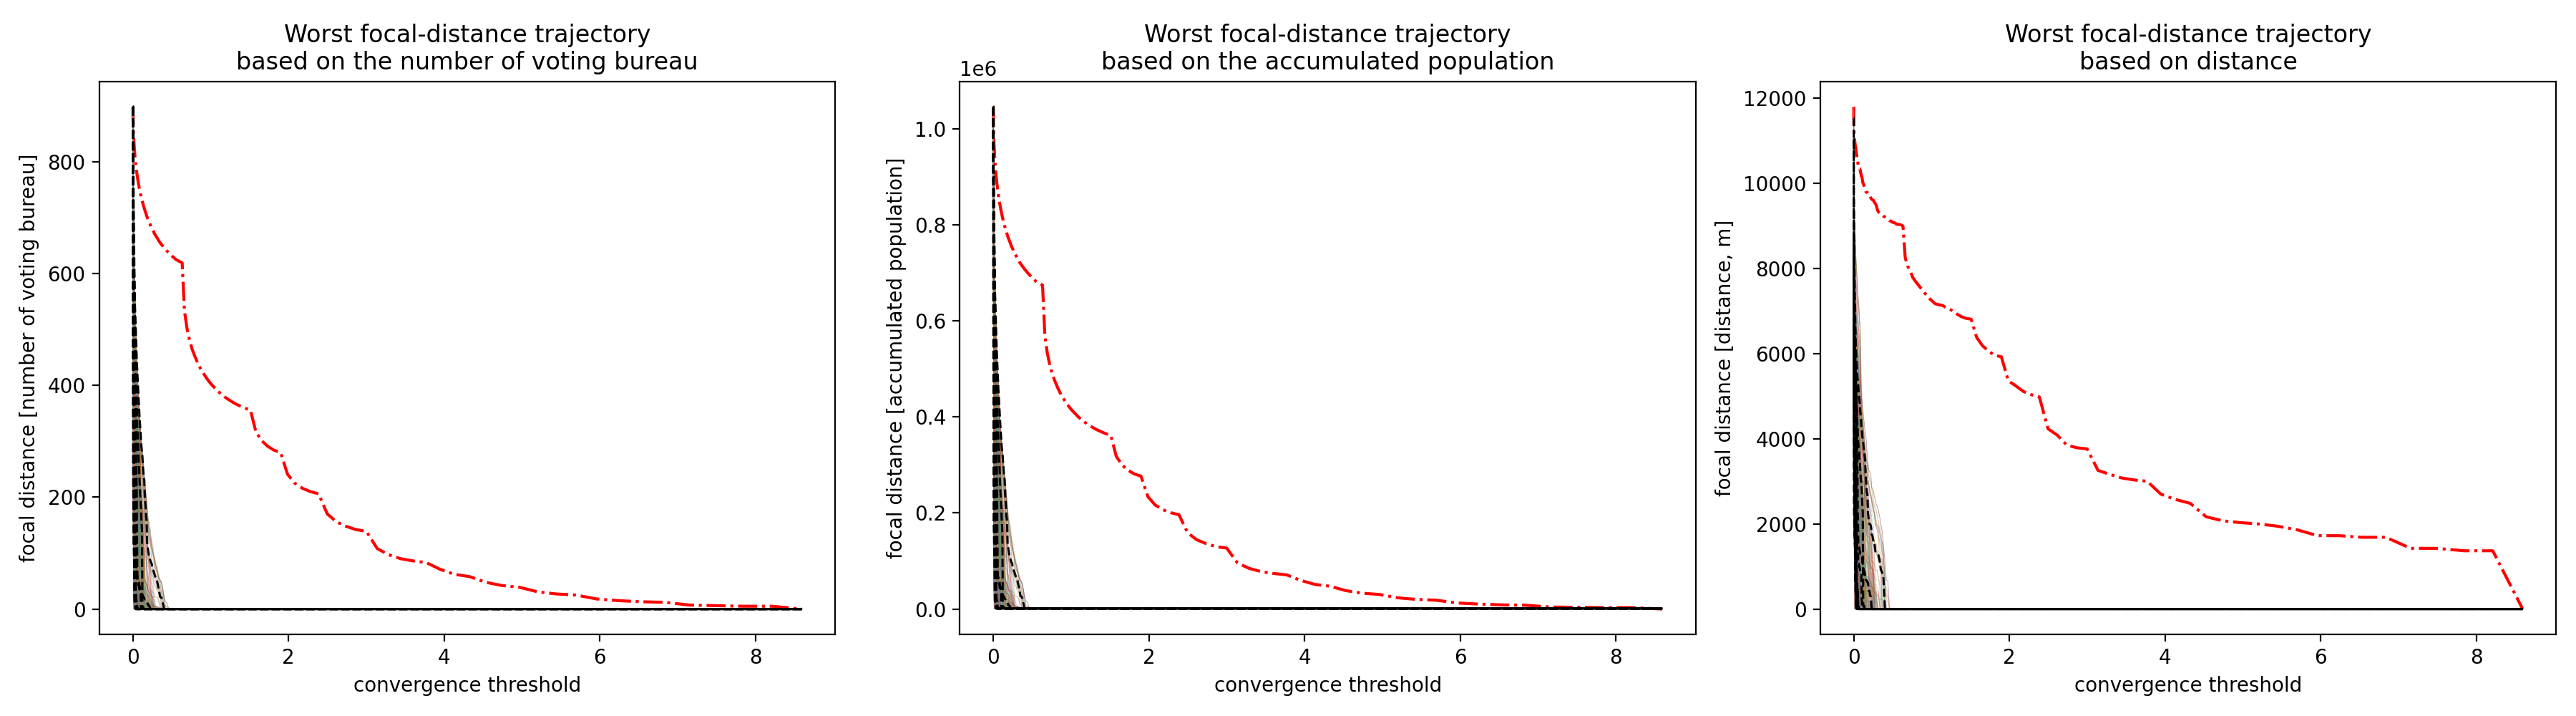 Worst focal-distance trajectory
based on the number of voting bureau
focal distance [number of voting bureau]
800
600
400
200
0
0 2 4 6 8
convergence threshold
Worst focal-distance trajectory
based on the accumulated population
1e6
focal distance [accumulated population]
1.0
0.8
0.6
0.4
0.2
0.0
0 2 4 6 8
convergence threshold
Worst focal-distance trajectory
based on distance
focal distance [distance, m]
12000
10000
8000
6000
4000
2000
0
0 2 4 6 8
convergence threshold